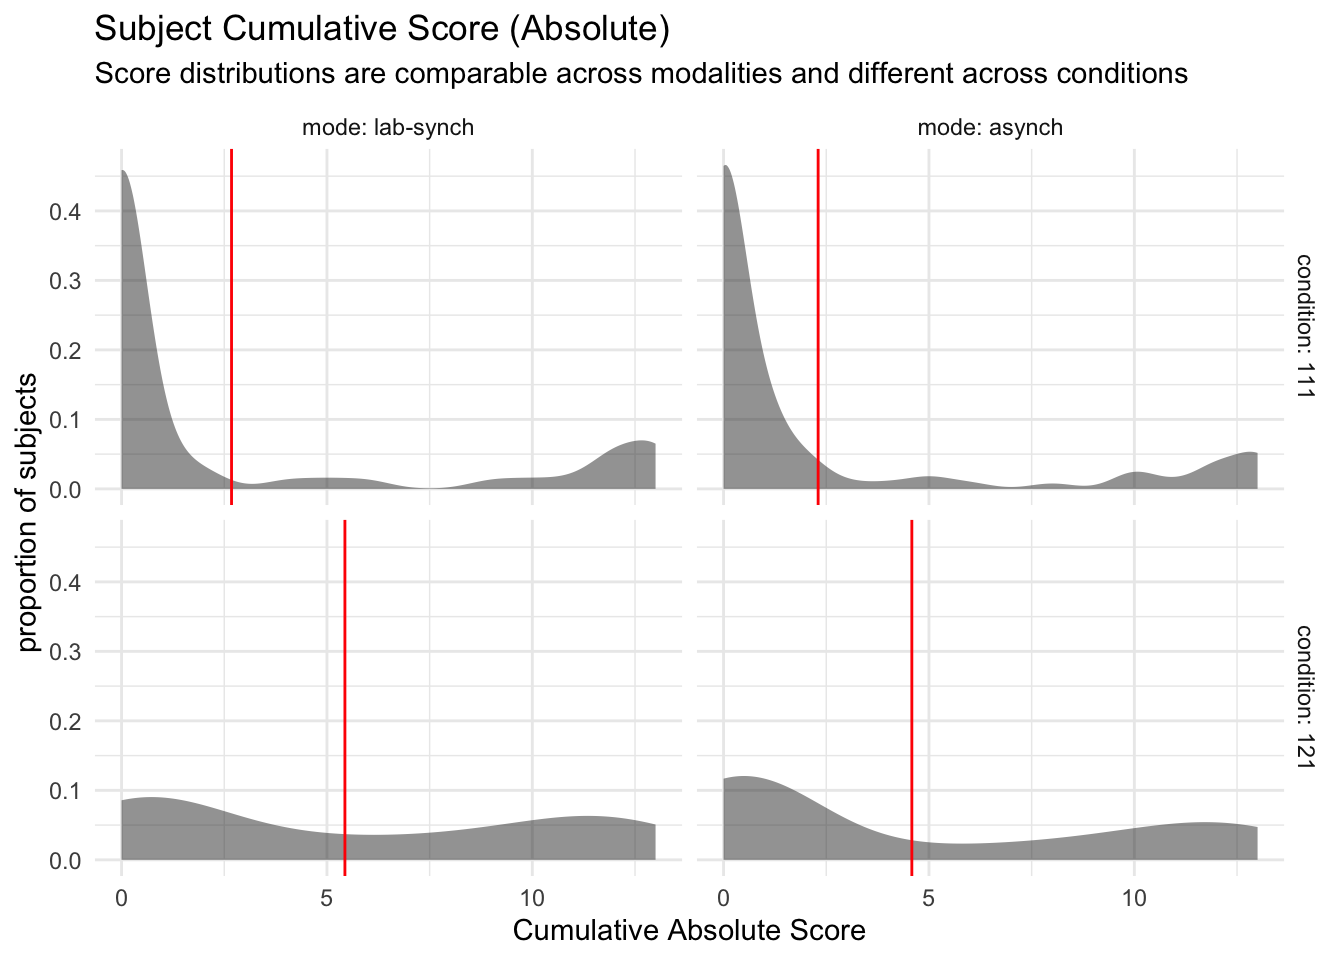 Subject Cumulative Score (Absolute)
Score distributions are comparable across modalities and different across conditions
mode: lab-synch
mode: asynch
0.4
0.3
0.2
0.1
0.0
condition: 111
0.4
0.3
0.2
0.1
0.0
condition: 121
proportion of subjects
0
5
10
0
5
10
Cumulative Absolute Score